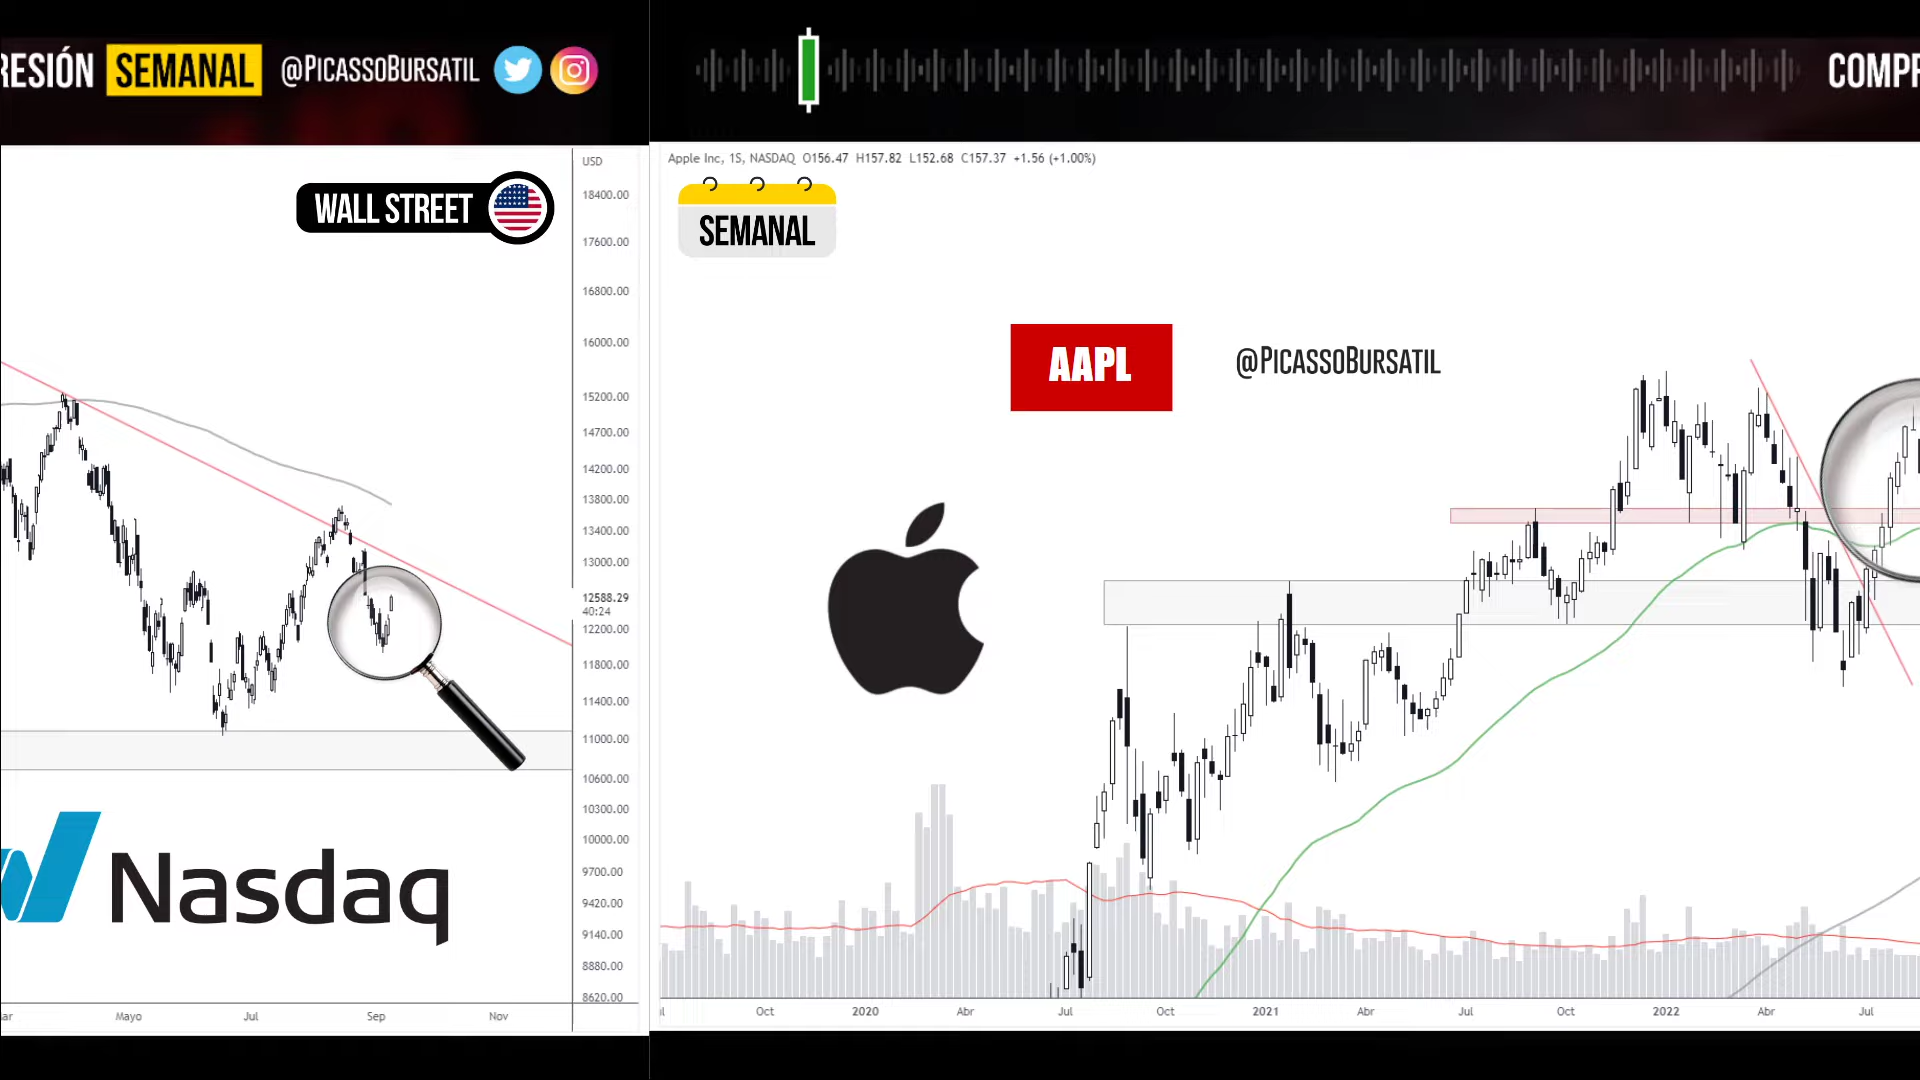 RESIÓN SEMANAL @PICASSOBURSATIL
COMPR
USD
WALL STREET
18400.00
17600.00
16800.00
16000.00
15200.00
14700.00
14200.00
13800.00
13400.00
13000.00
12588.29
40:24
12200.00
11800.00
11400.00
11000.00
10600.00
10300.00
10000.00
9700.00
9420.00
9140.00
8880.00
8620.00
Nasdaq
ar Mayo Jul Sep Nov
Apple Inc, 1S, NASDAQ O156.47 H157.82 L152.68 C157.37 +1.56 (+1.00%)
SEMANAL
AAPL
@PICASSOBURSATIL
Oct 2020 Abr Jul Oct 2021 Abr Jul Oct 2022 Abr Jul